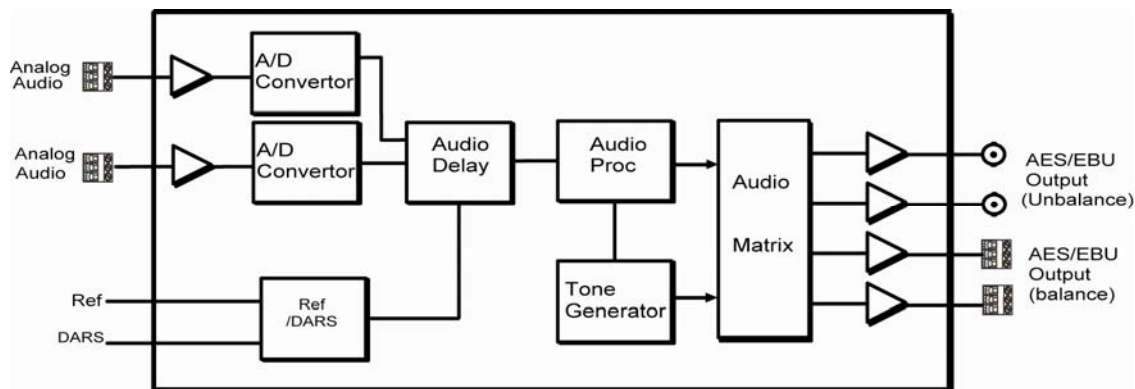 Analog
Audio
A/D
Convertor
Analog
Audio
A/D
Convertor
Audio
Delay
Audio
Proc
Audio
Matrix
Tone
Generator
Ref
DARS
Ref
/DARS
AES/EBU
Output
(Unbalance)
AES/EBU
Output
(balance)